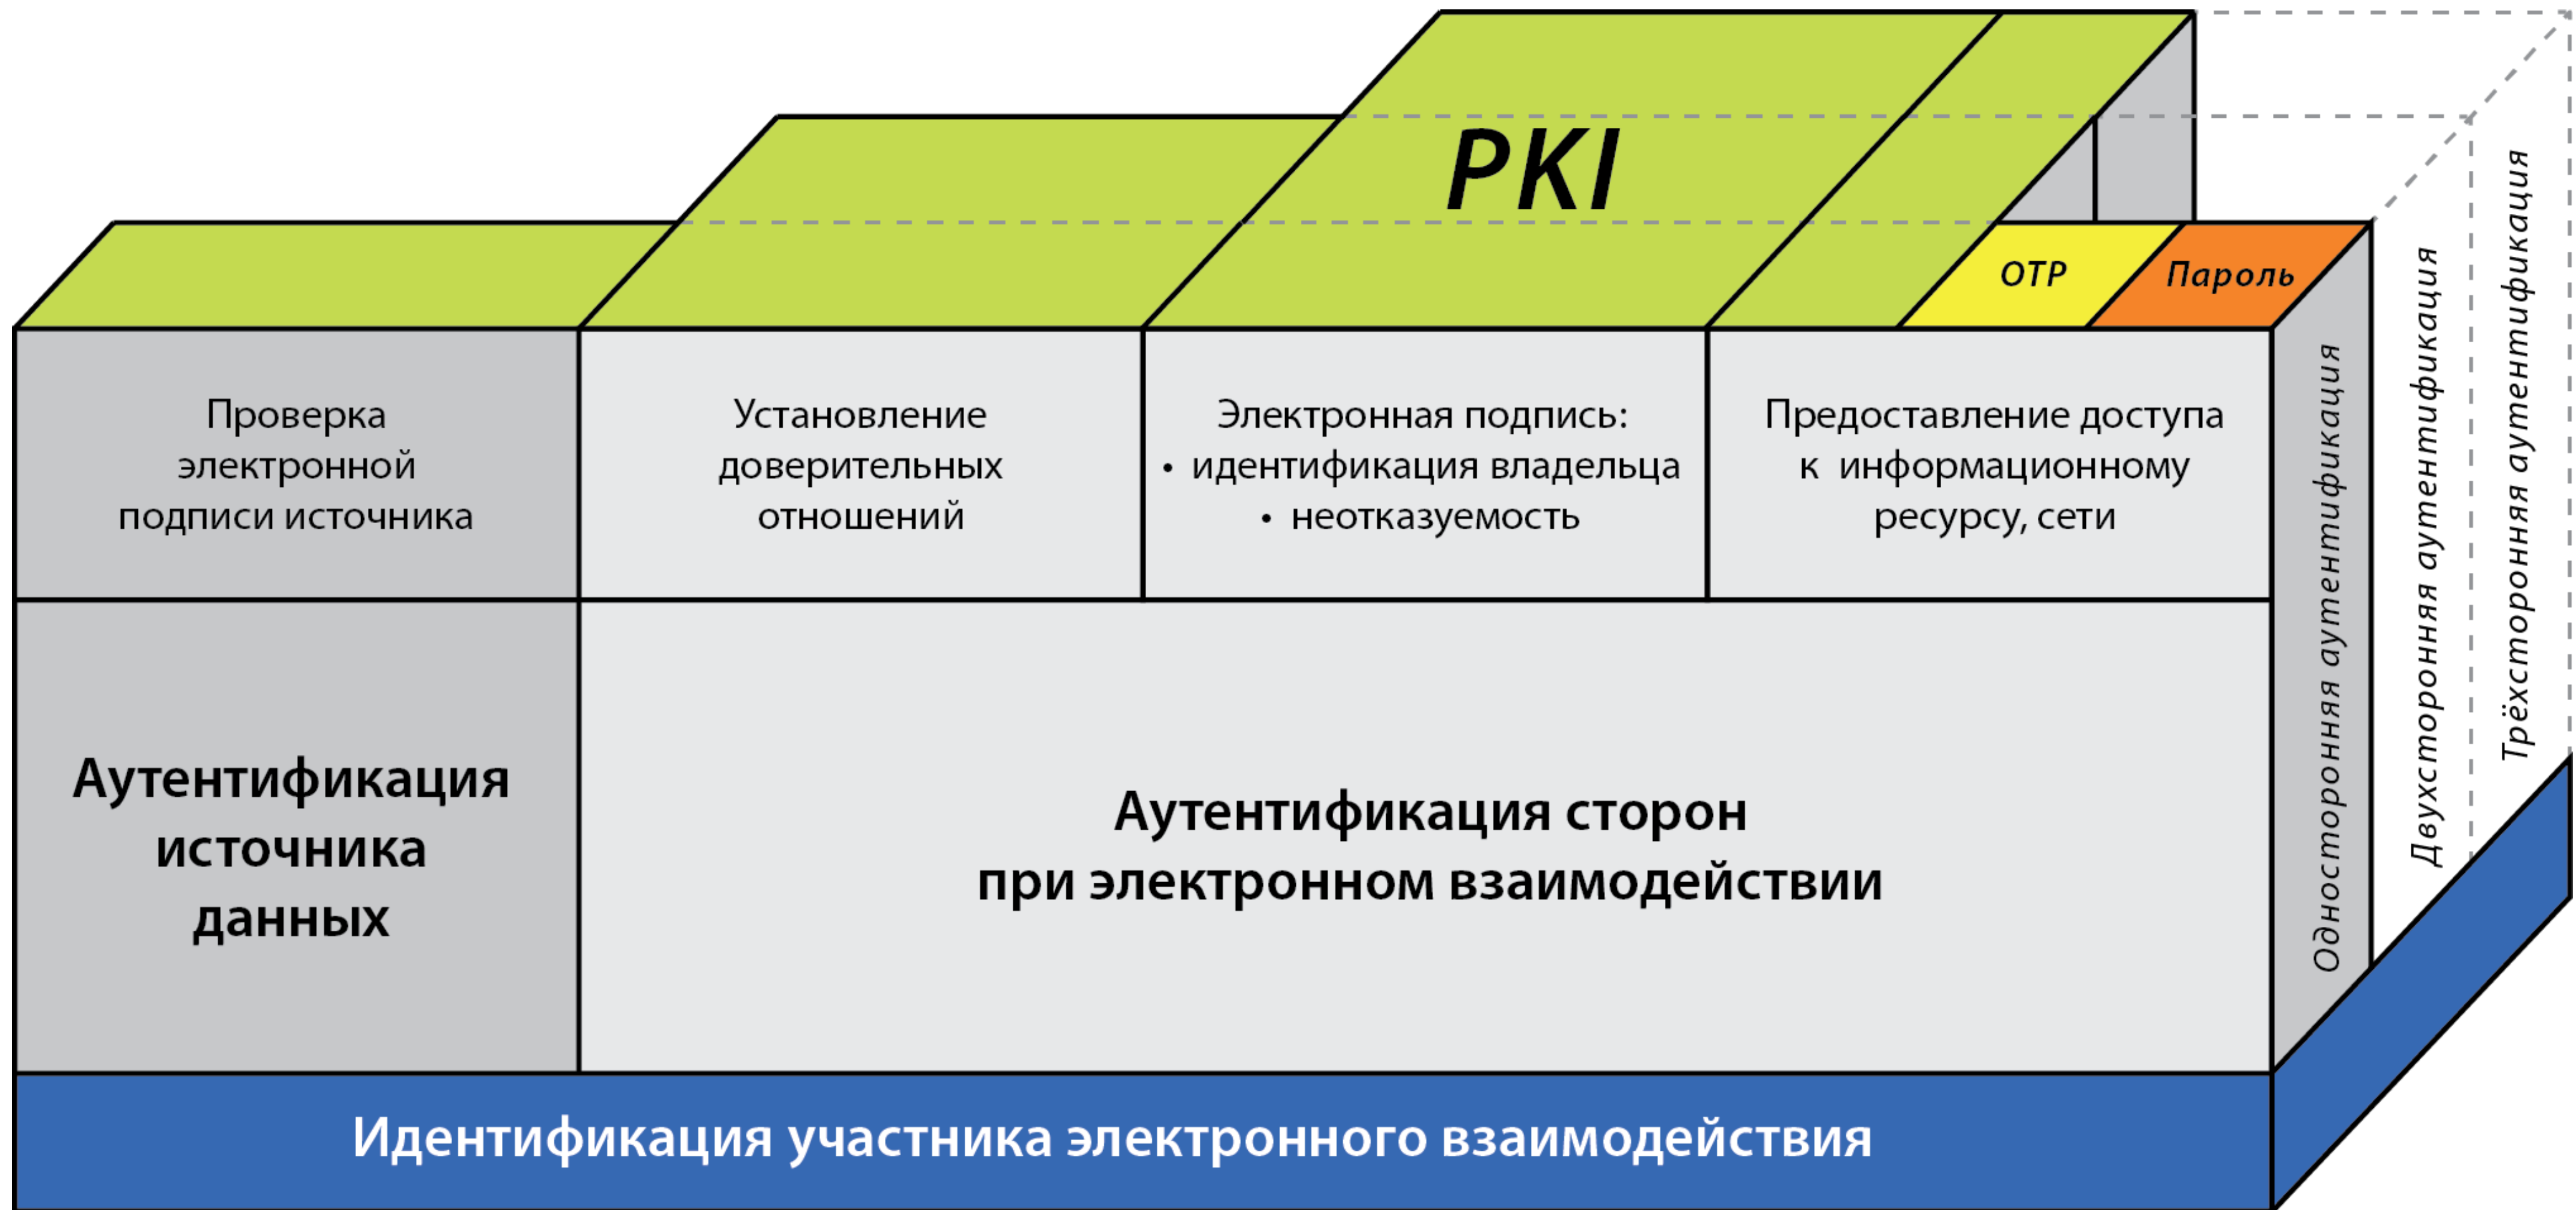 PKI
OTP
Пароль
Проверка
электронной
подписи источника
Установление
доверительных
отношений
Электронная подпись:
• идентификация владельца
• неотказуемость
Предоставление доступа
к информационному
ресурсу, сети
Односторонняя аутентификация
Двухсторонняя аутентификация
Трёхсторонняя аутентификация
Аутентификация
источника
данных
Аутентификация сторон
при электронном взаимодействии
Идентификация участника электронного взаимодействия